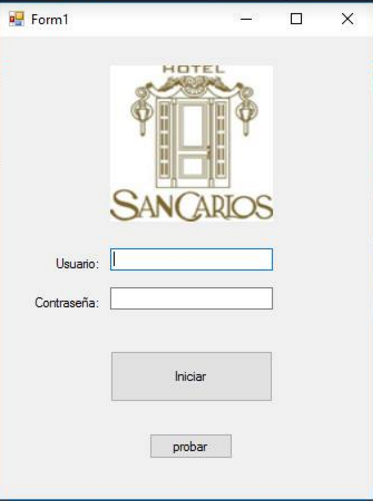 Form1
HOTEL
SANCARLOS
Usuario:
Contraseña:
Iniciar
probar